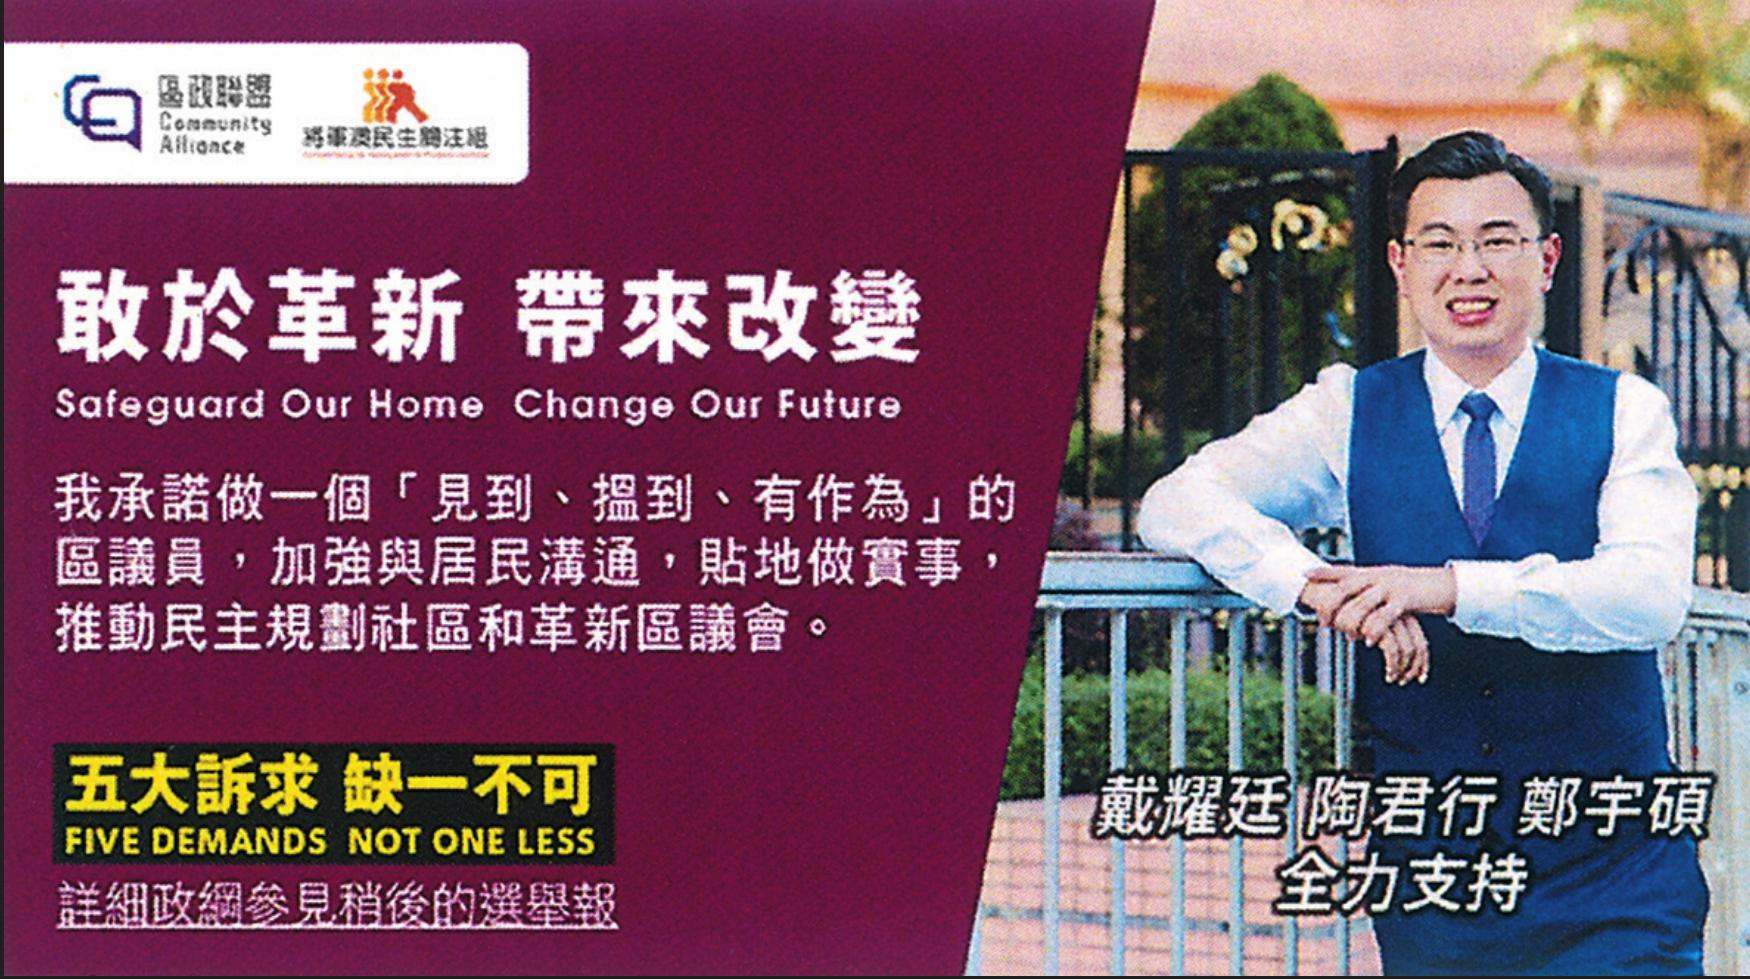 區政聯盟
Community
Alliance
將軍澳民生關注組
敢於革新 帶來改變
Safeguard Our Home Change Our Future
我承諾做一個「見到、搵到、有作為」的
區議員，加強與居民溝通，貼地做實事，
推動民主規劃社區和革新區議會。
五大訴求 缺一不可
FIVE DEMANDS NOT ONE LESS
詳細政綱參見稍後的選舉報
戴耀廷 陶君行 鄭宇碩
全力支持